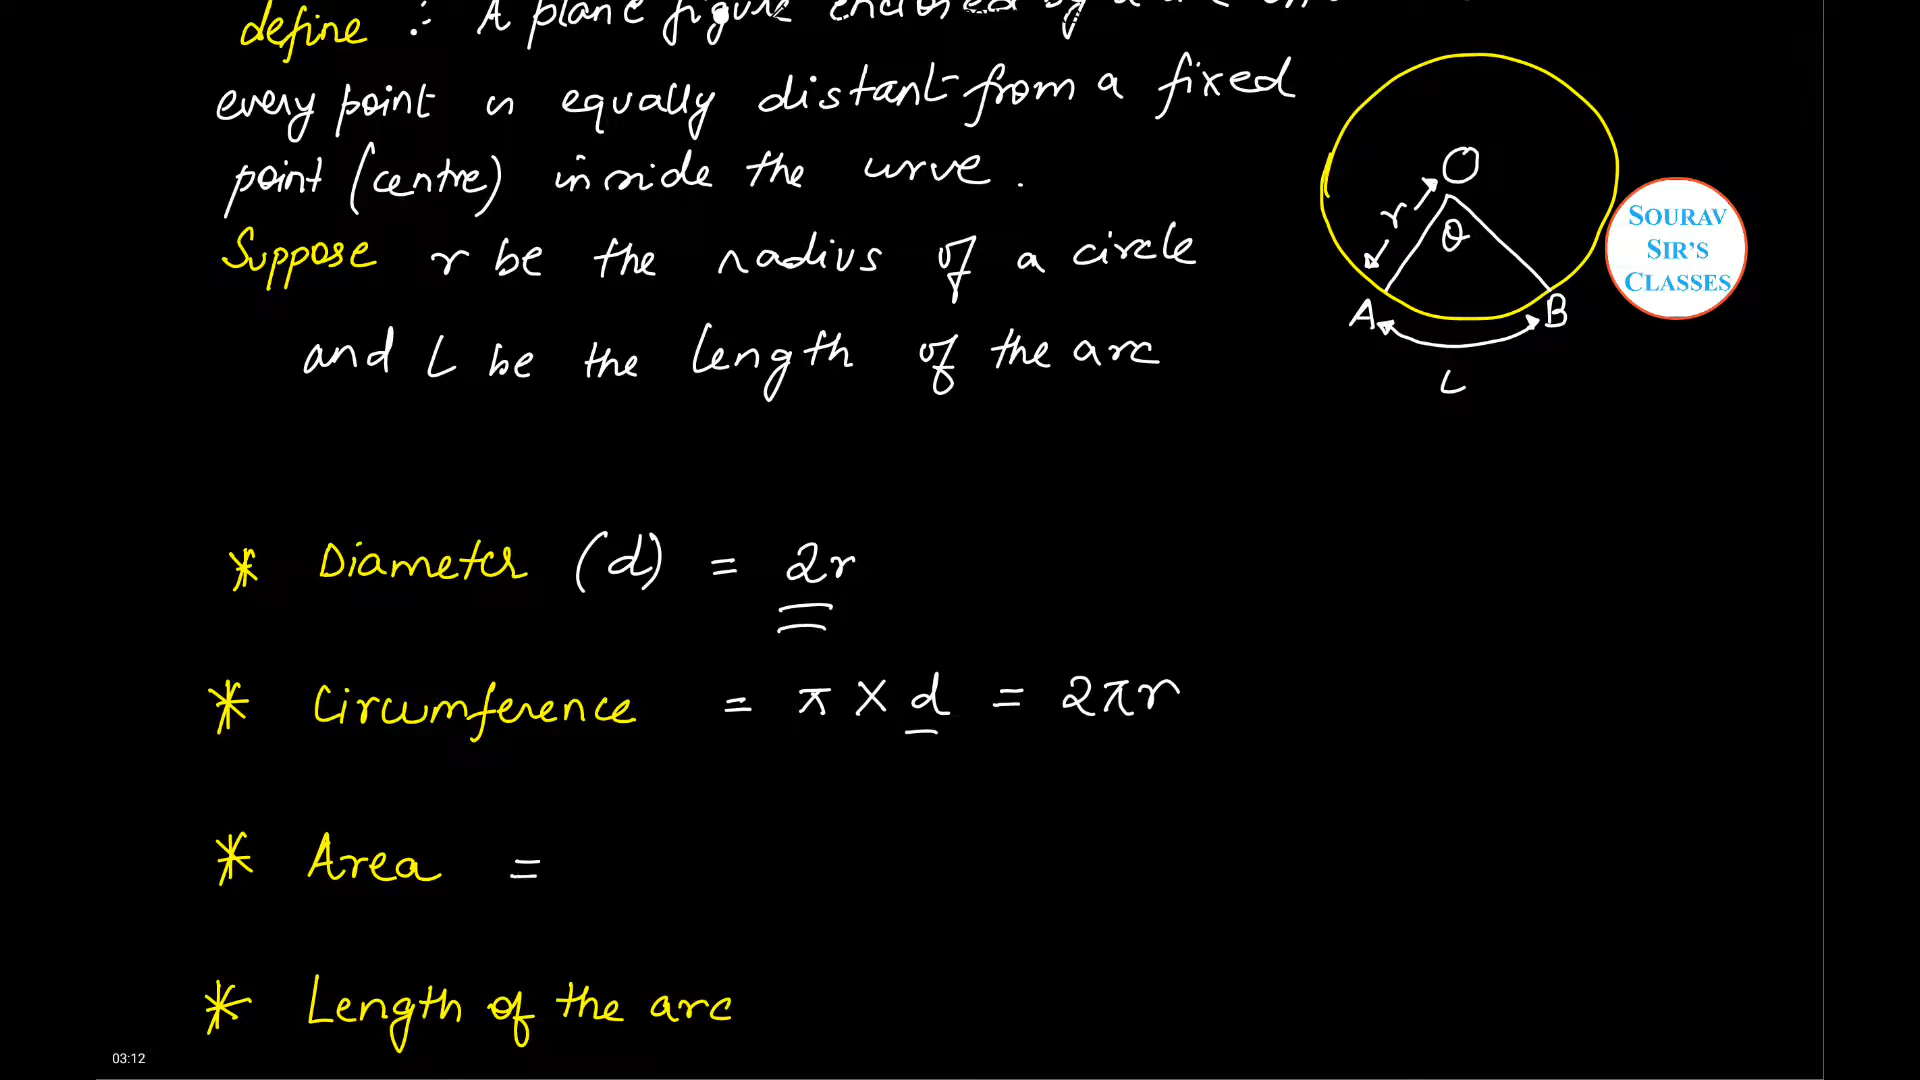 define :- A plane figure enclosed by a
every point is equally distant from a fixed
point (centre) inside the curve.
Suppose r be the radius of a circle
and L be the length of the arc
O
r
θ
A
B
L
SOURAV
SIR'S
CLASSES
* Diameter (d) = 2r
* Circumference = π × d = 2πr
* Area =
* Length of the arc
03:12